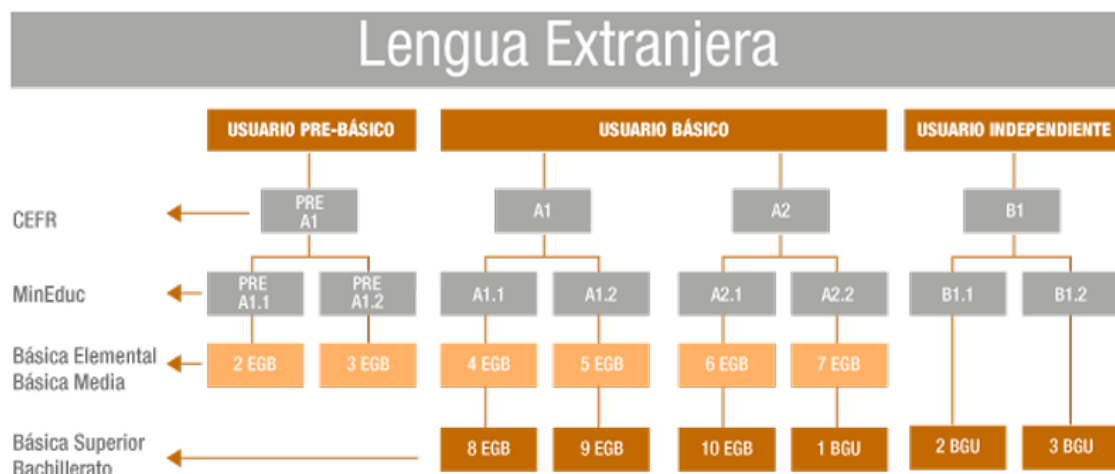 Lengua Extranjera
USUARIO PRE-BÁSICO USUARIO BÁSICO USUARIO INDEPENDIENTE
CEFR
PRE
A1
A1 A2 B1
MinEduc
PRE
A1.1
PRE
A1.2
A1.1 A1.2 A2.1 A2.2 B1.1 B1.2
Básica Elemental
Básica Media
2 EGB 3 EGB 4 EGB 5 EGB 6 EGB 7 EGB
Básica Superior
Bachillerato
8 EGB 9 EGB 10 EGB 1 BGU 2 BGU 3 BGU